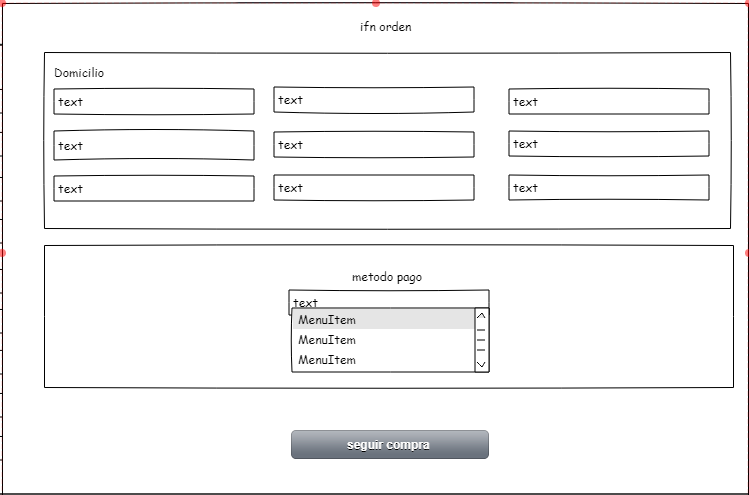 ifn orden
Domicilio
text text text
text text text
text text text
metodo pago
text
MenuItem
MenuItem
MenuItem
seguir compra